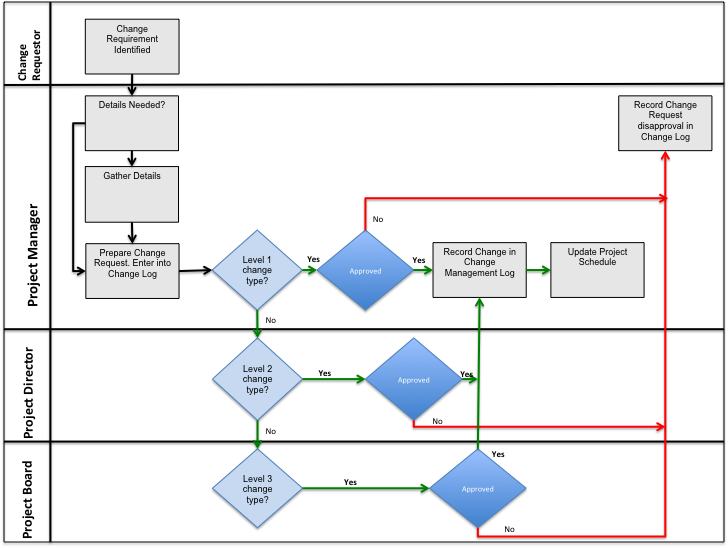 Change
Requestor
Change
Requirement
Identified
Project Manager
Details Needed?
Gather Details
Prepare Change
Request. Enter into
Change Log
Level 1
change
type?
Yes
No
Approved
No
Yes
Record Change in
Change
Management Log
Update Project
Schedule
Record Change
Request
disapproval in
Change Log
No
Project Director
Level 2
change
type?
Yes
Approved
Yes
No
No
Project Board
Level 3
change
type?
Yes
Approved
Yes
No